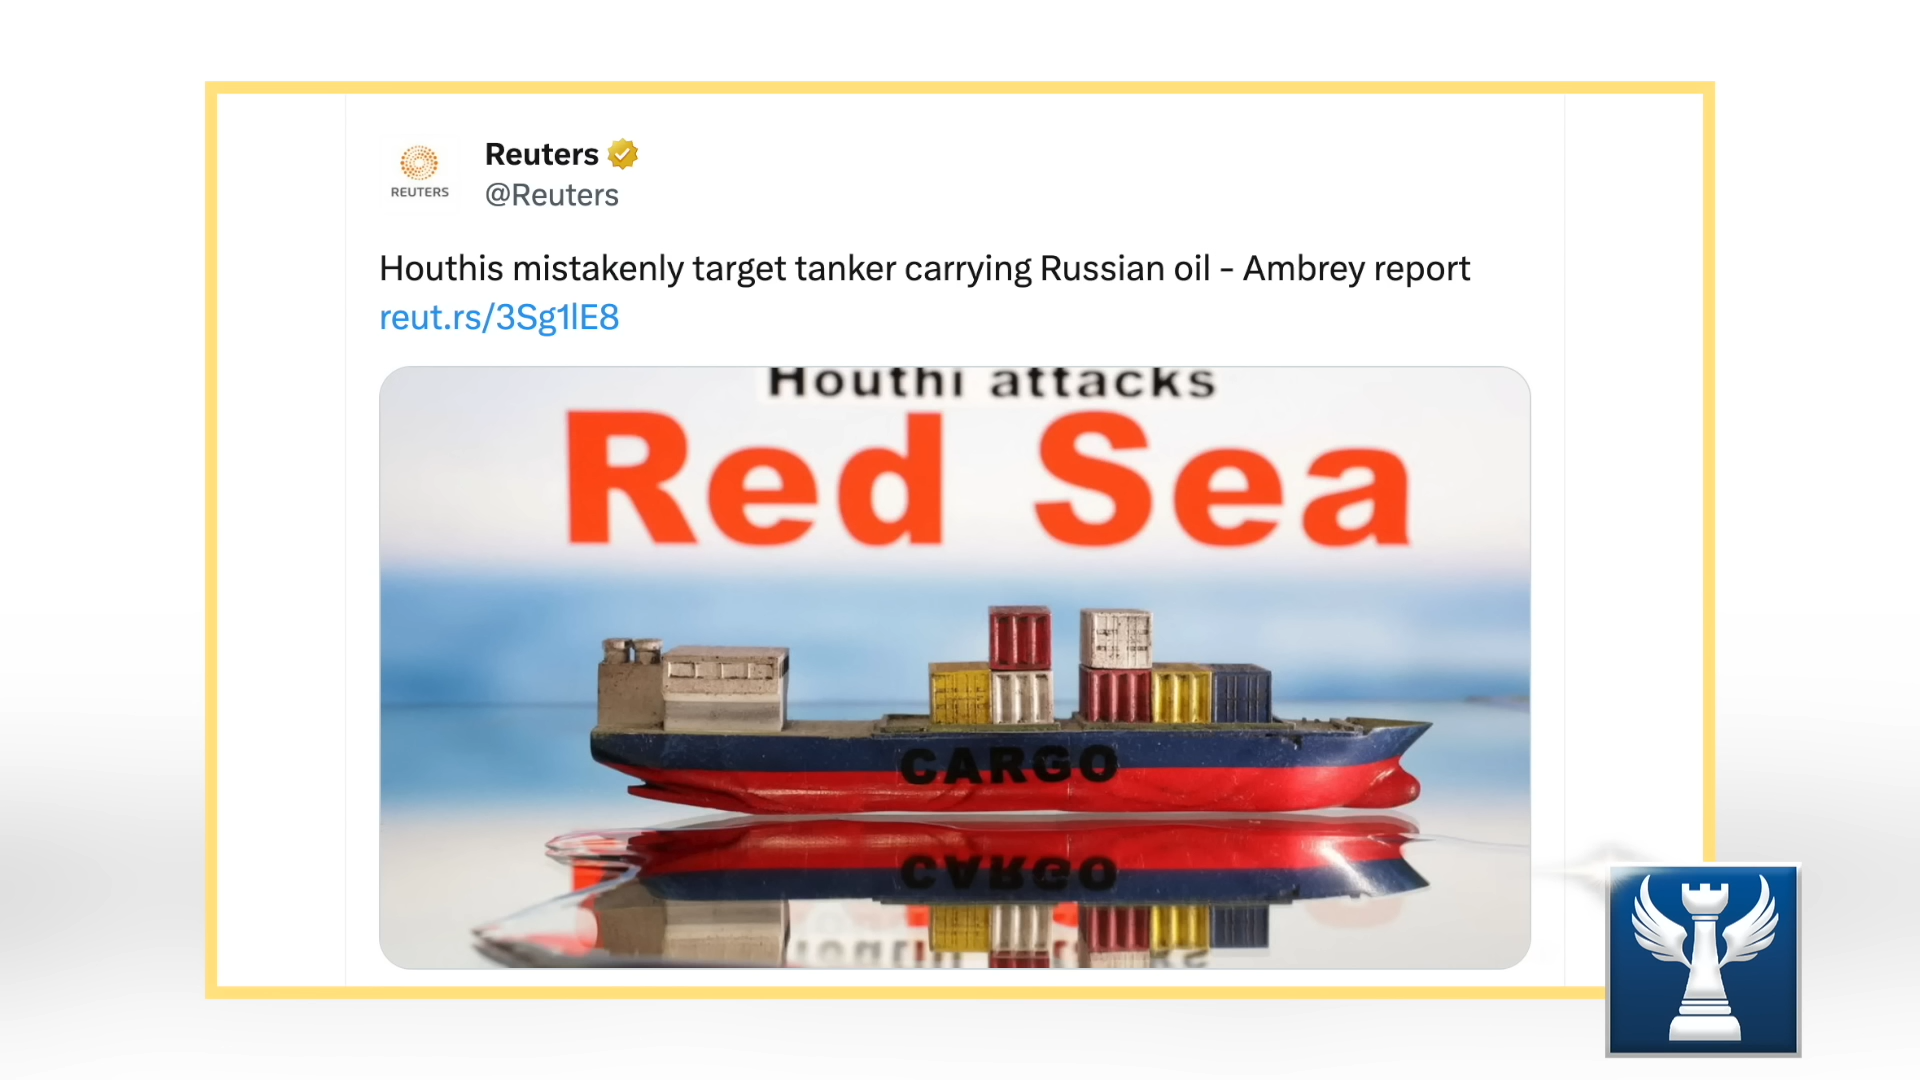 Reuters
@Reuters
REUTERS
Houthis mistakenly target tanker carrying Russian oil - Ambrey report
reut.rs/3Sg1lE8
Houthi attacks
Red Sea
CARGO
CARGO